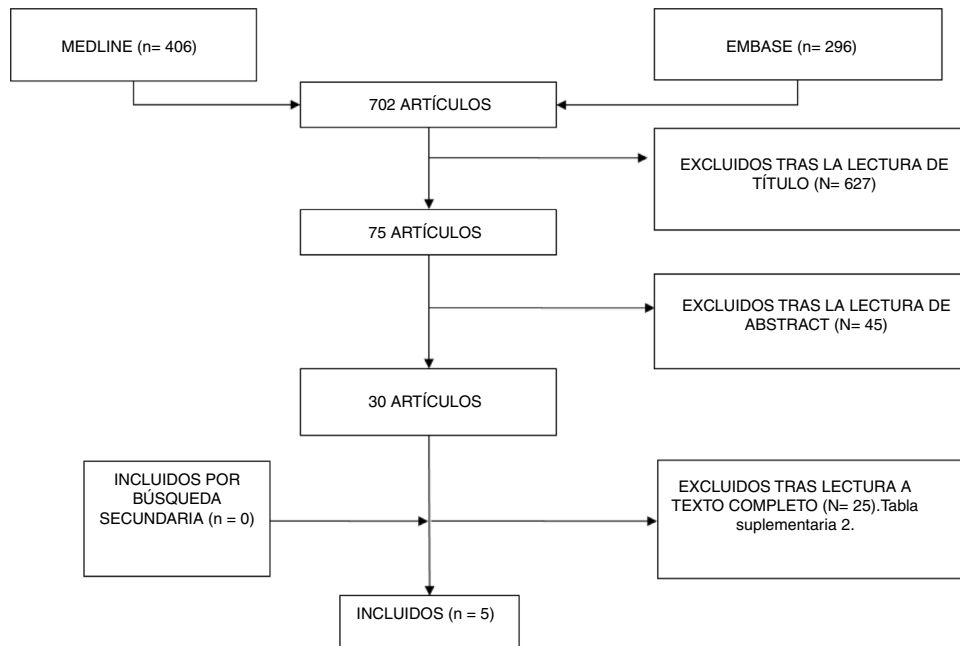 MEDLINE (n= 406)
EMBASE (n= 296)
702 ARTÍCULOS
EXCLUIDOS TRAS LA LECTURA DE
TÍTULO (N= 627)
75 ARTÍCULOS
EXCLUIDOS TRAS LA LECTURA DE
ABSTRACT (N= 45)
30 ARTÍCULOS
INCLUIDOS POR
BÚSQUEDA
SECUNDARIA (n = 0)
EXCLUIDOS TRAS LECTURA A
TEXTO COMPLETO (N= 25).Tabla
suplementaria 2.
INCLUIDOS (n = 5)